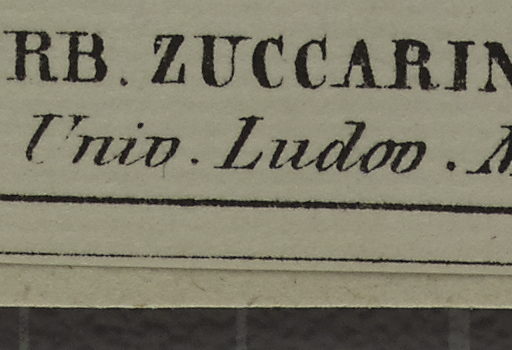 RB. ZUCCARIN
Univ. Ludov. M